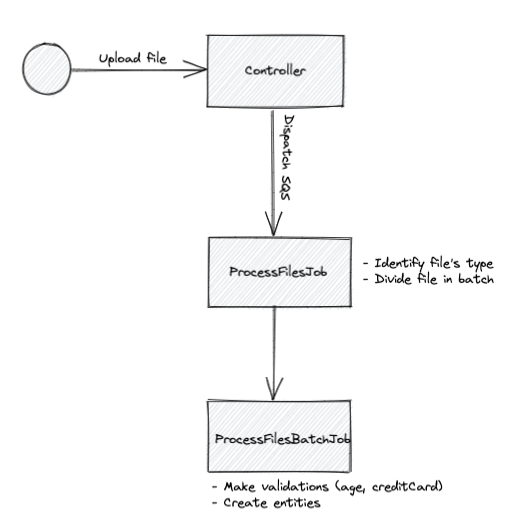 Upload file
Controller
Dispatch SQS
ProcessFilesJob
- Identify file's type
- Divide file in batch
ProcessFilesBatchJob
- Make validations (age, creditCard)
- Create entities